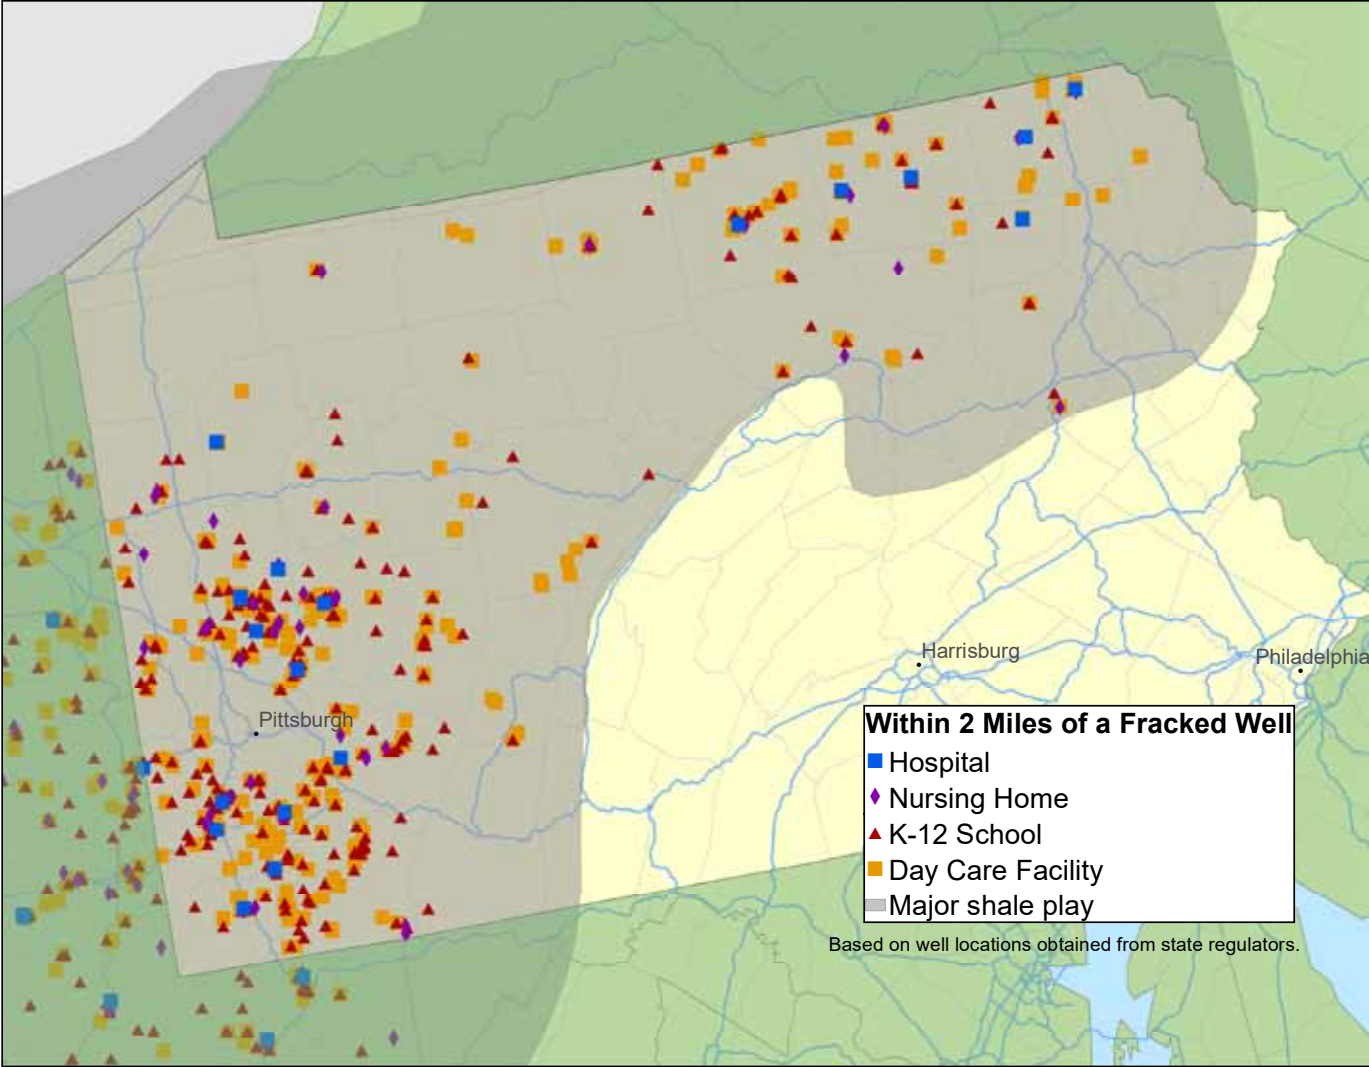 Harrisburg
Philadelphia
Pittsburgh
Within 2 Miles of a Fracked Well
Hospital
Nursing Home
K-12 School
Day Care Facility
Major shale play
Based on well locations obtained from state regulators.